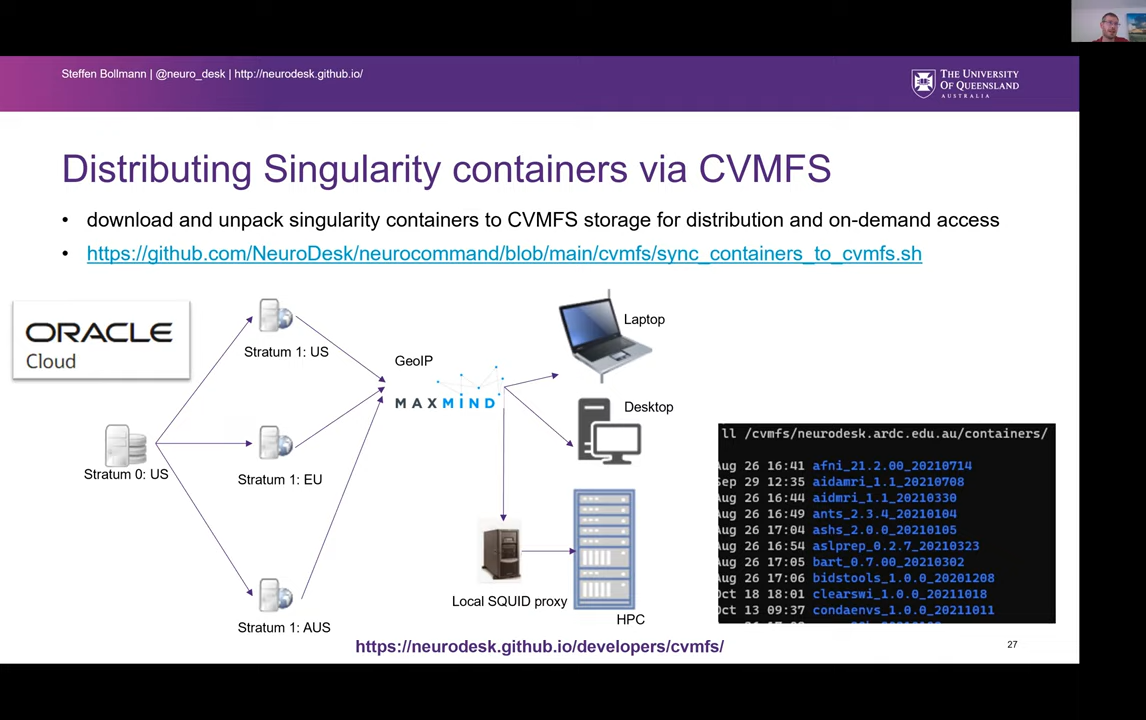 Steffen Bollmann | @neuro_desk | http://neurodesk.github.io/
THE UNIVERSITY
OF QUEENSLAND
AUSTRALIA
Distributing Singularity containers via CVMFS
• download and unpack singularity containers to CVMFS storage for distribution and on-demand access
• https://github.com/NeuroDesk/neurocommand/blob/main/cvmfs/sync_containers_to_cvmfs.sh
ORACLE
Cloud
Stratum 1: US
GeoIP
MAXMIND
Laptop
Desktop
Stratum 0: US
Stratum 1: EU
Stratum 1: AUS
Local SQUID proxy
HPC
ll /cvmfs/neurodesk.ardc.edu.au/containers/
Aug 26 16:41 afni_21.2.00_20210714
Sep 29 12:35 aidamri_1.1_20210708
Aug 26 16:44 aidmri_1.1_20210330
Aug 26 16:49 ants_2.3.4_20210104
Aug 26 17:04 ashs_2.0.0_20210105
Aug 26 16:54 aslprep_0.2.7_20210323
Aug 26 17:05 bart_0.7.00_20210302
Aug 26 17:06 bidstools_1.0.0_20201208
Oct 18 18:01 clearswi_1.0.0_20211018
Oct 13 09:37 condaenvs_1.0.0_20211011
https://neurodesk.github.io/developers/cvmfs/
27